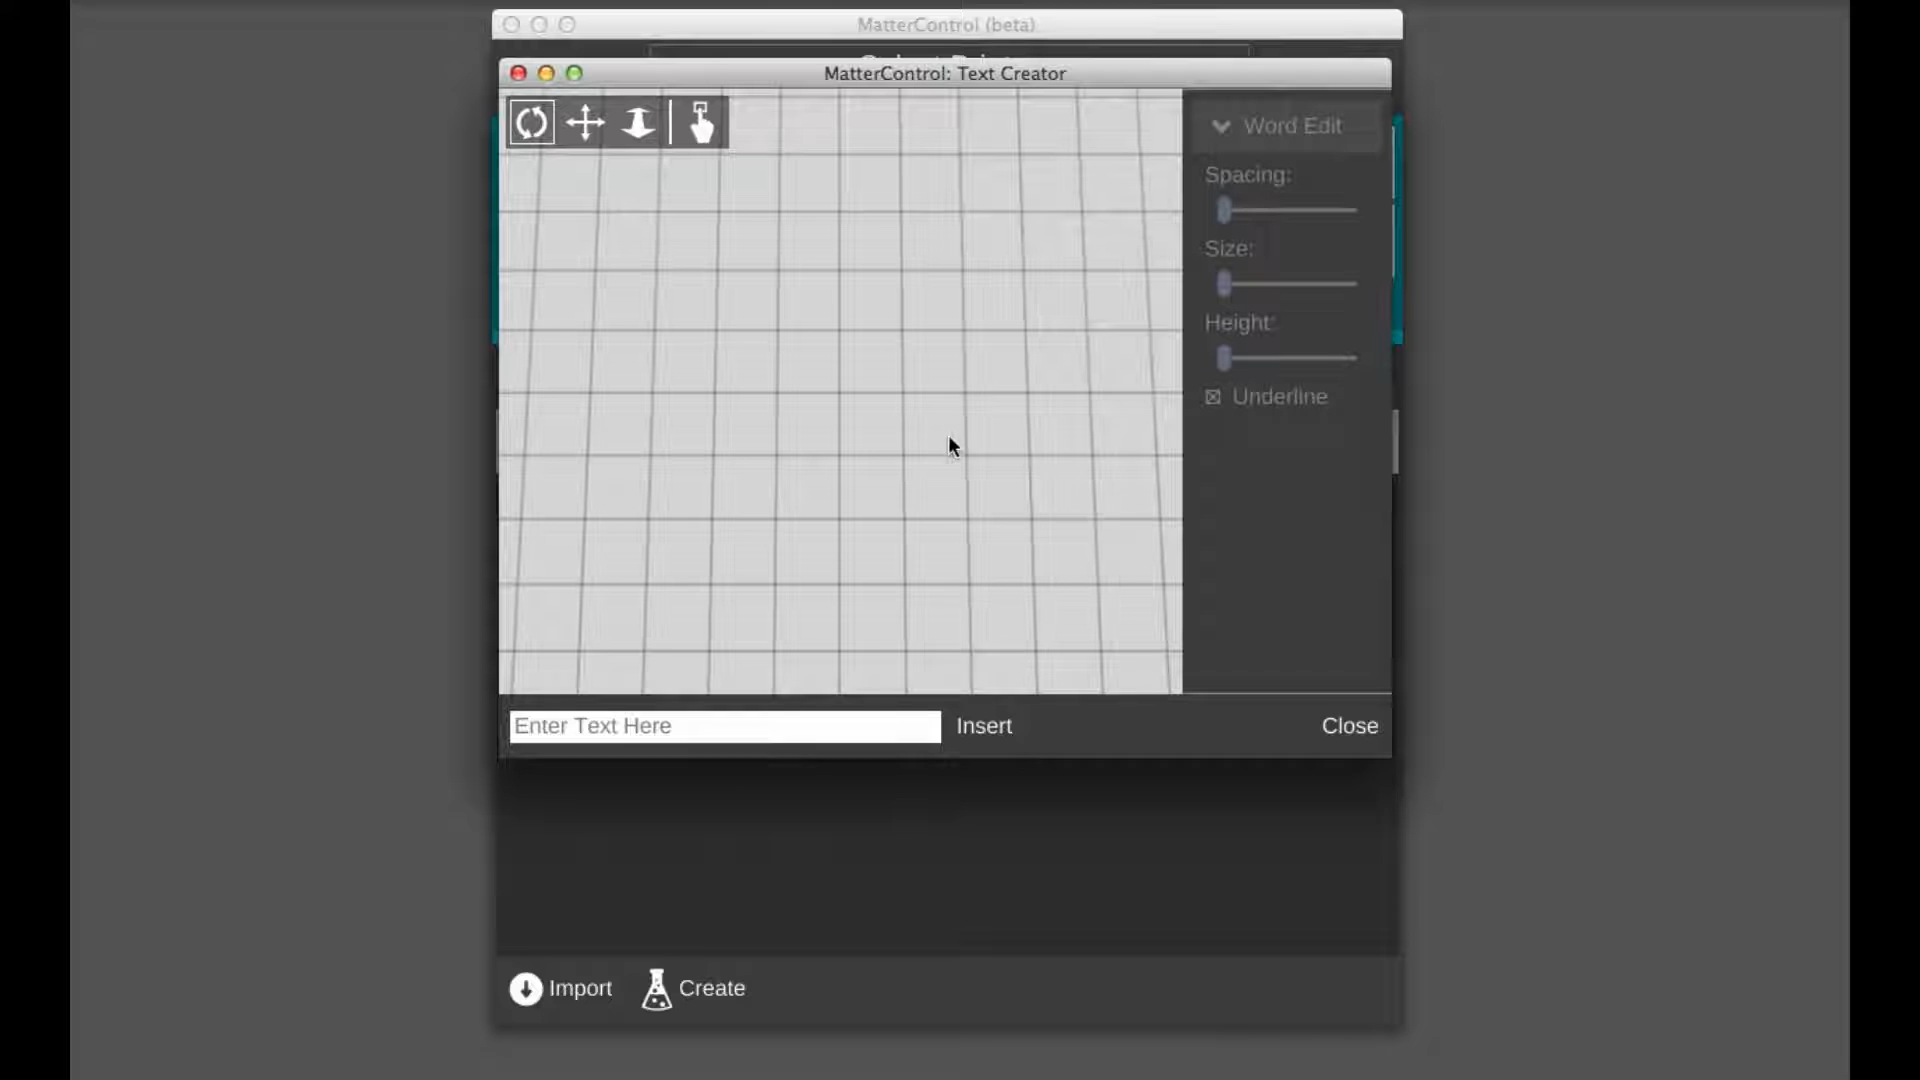 MatterControl (beta)
MatterControl: Text Creator
Word Edit
Spacing:
Size:
Height:
Underline
Enter Text Here
Insert
Close
Import
Create